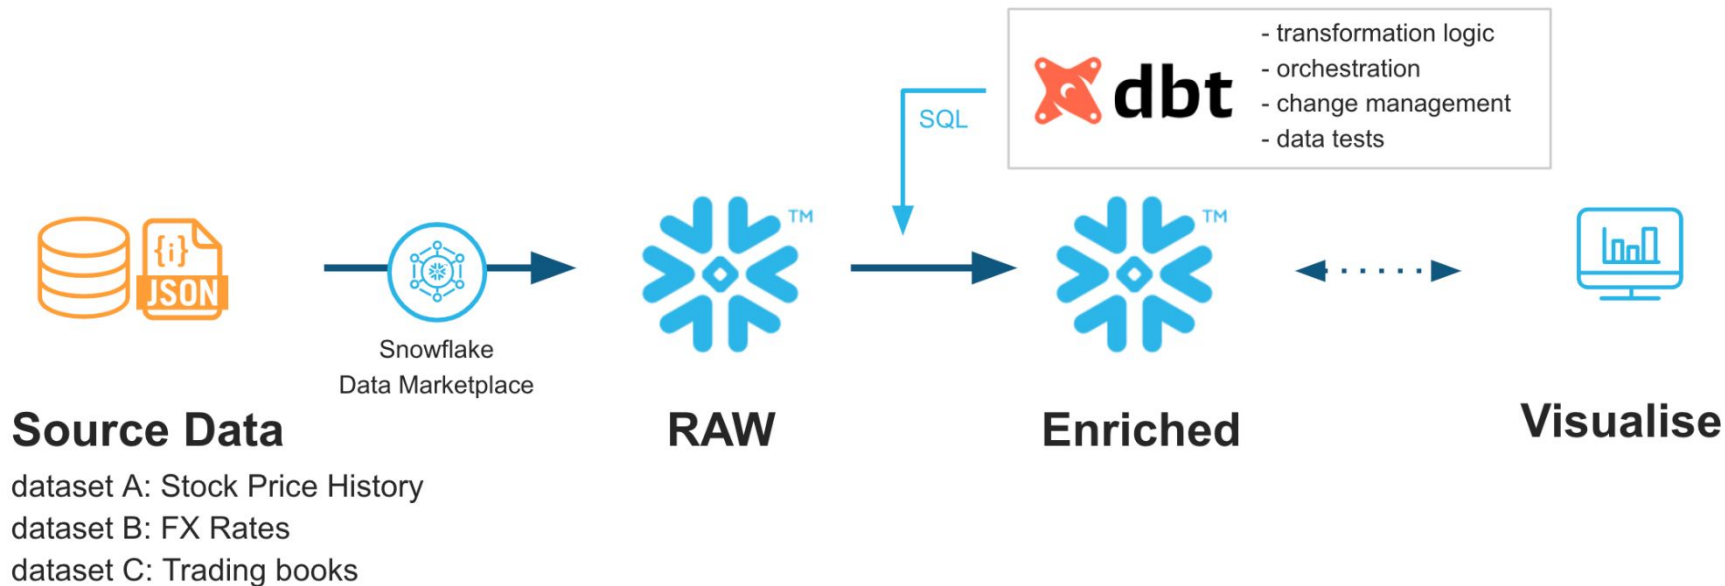 - transformation logic
- orchestration
- change management
- data tests
dbt
SQL
{i}
JSON
TM
TM
Snowflake
Data Marketplace
Source Data
RAW
Enriched
Visualise
dataset A: Stock Price History
dataset B: FX Rates
dataset C: Trading books